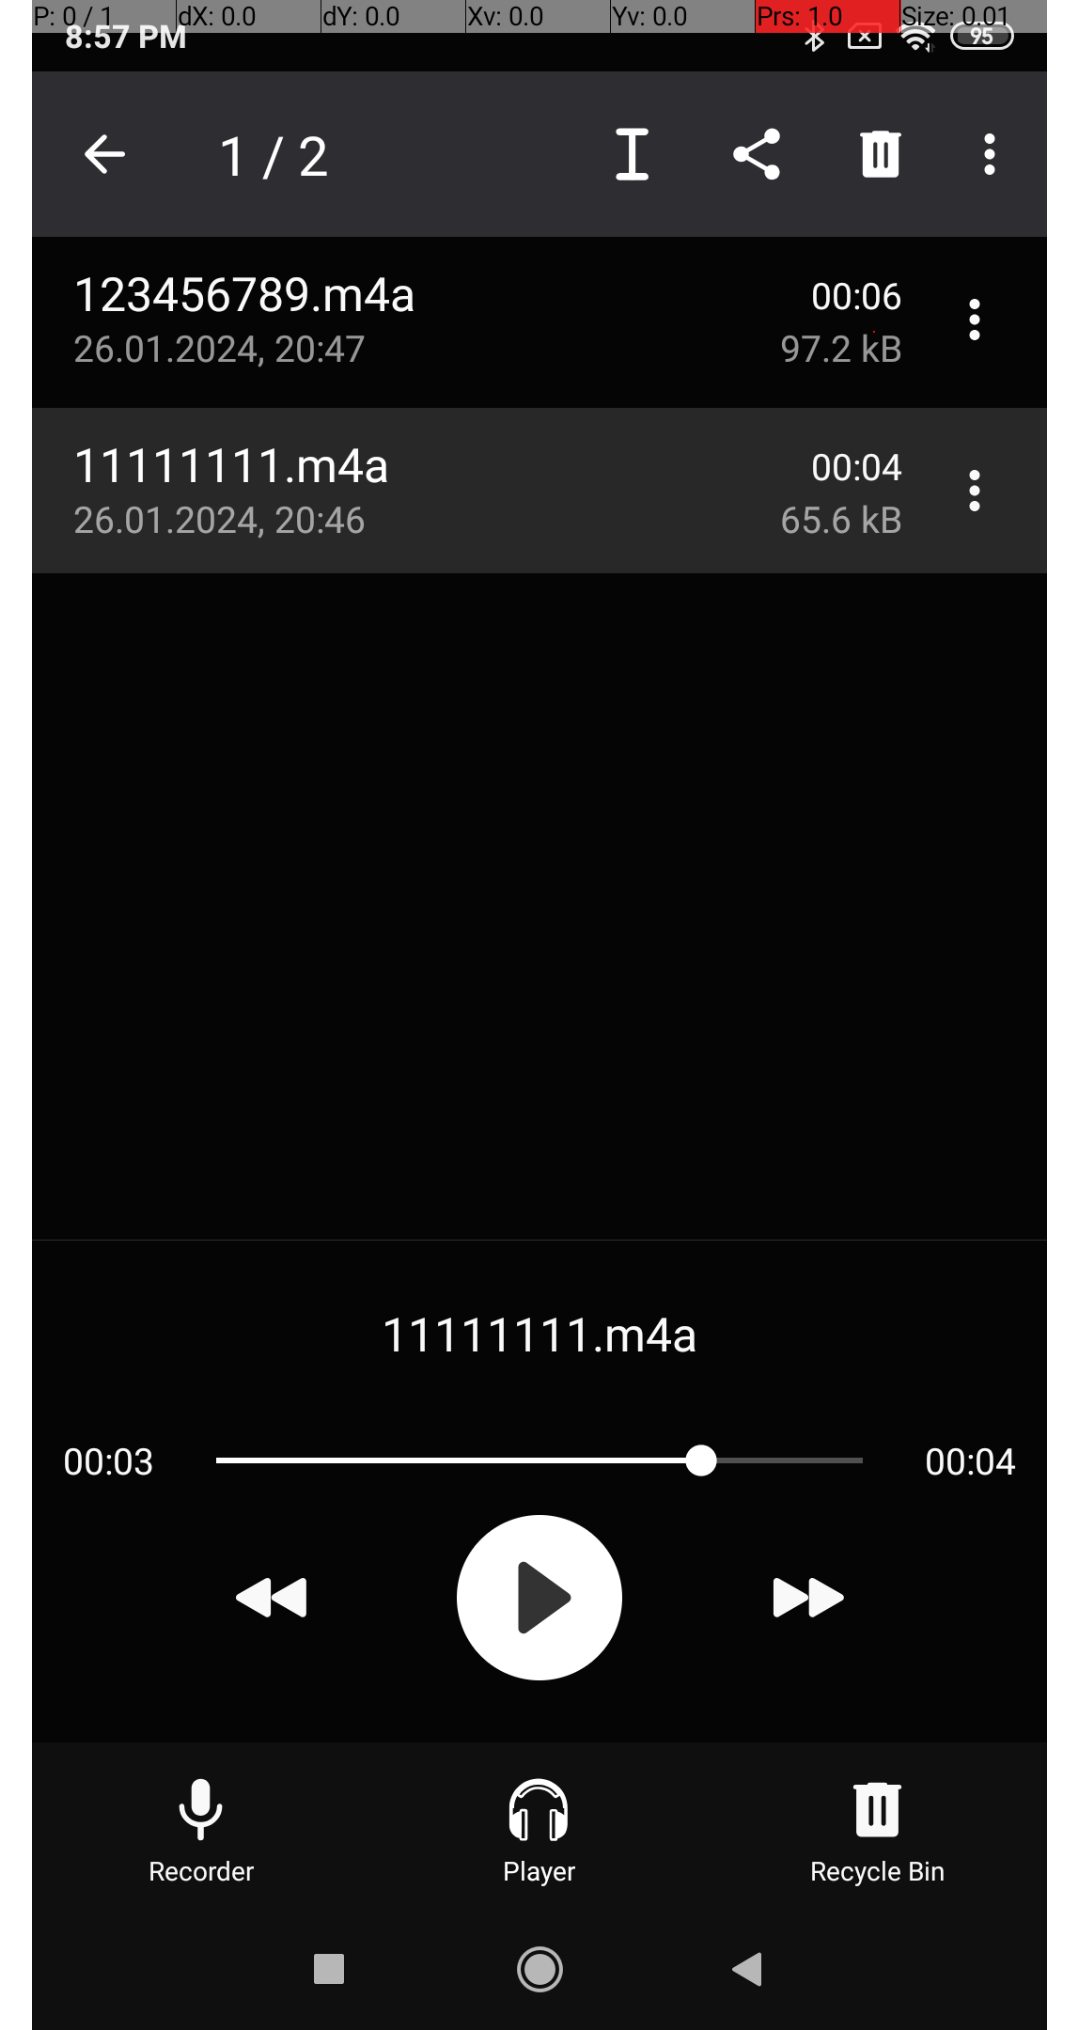 P: 0 / 1 dX: 0.0 dY: 0.0 Xv: 0.0 Yv: 0.0 Prs: 1.0 Size: 0.01
8:57 PM 95
1 / 2
123456789.m4a 00:06
26.01.2024, 20:47 97.2 kB
11111111.m4a 00:04
26.01.2024, 20:46 65.6 kB
11111111.m4a
00:03 00:04
Recorder Player Recycle Bin